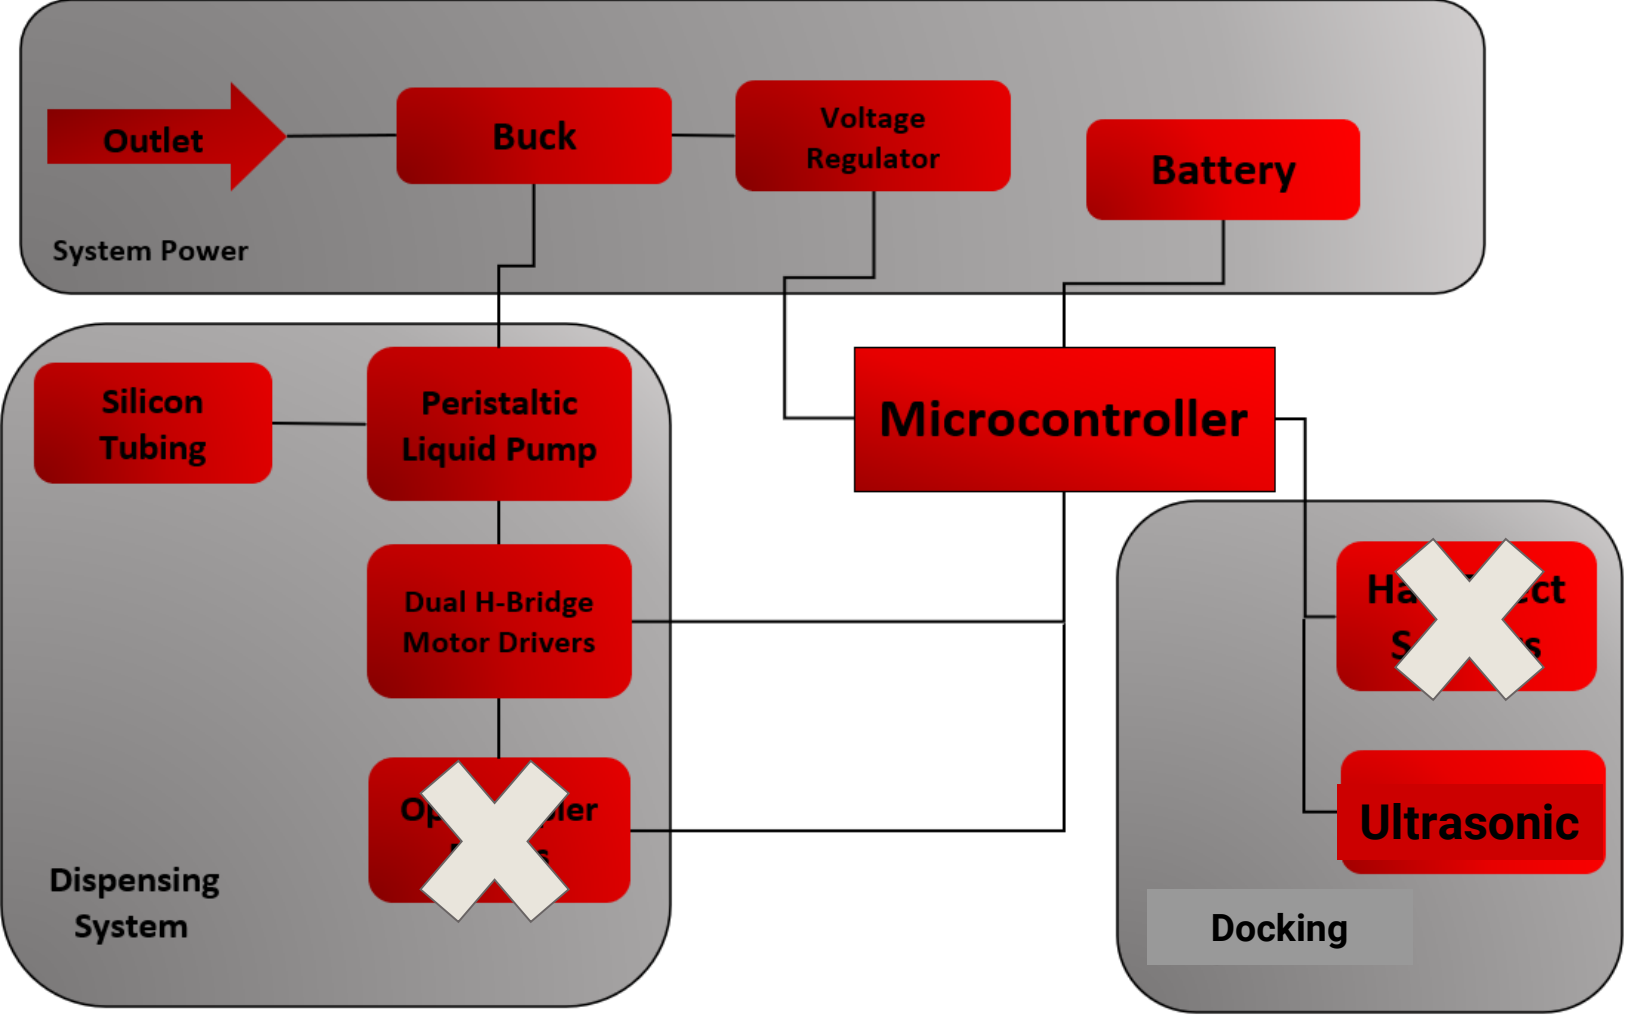 Outlet
Buck
Voltage
Regulator
Battery
System Power
Silicon
Tubing
Peristaltic
Liquid Pump
Microcontroller
Dual H-Bridge
Motor Drivers
Ultrasonic
Dispensing
System
Docking